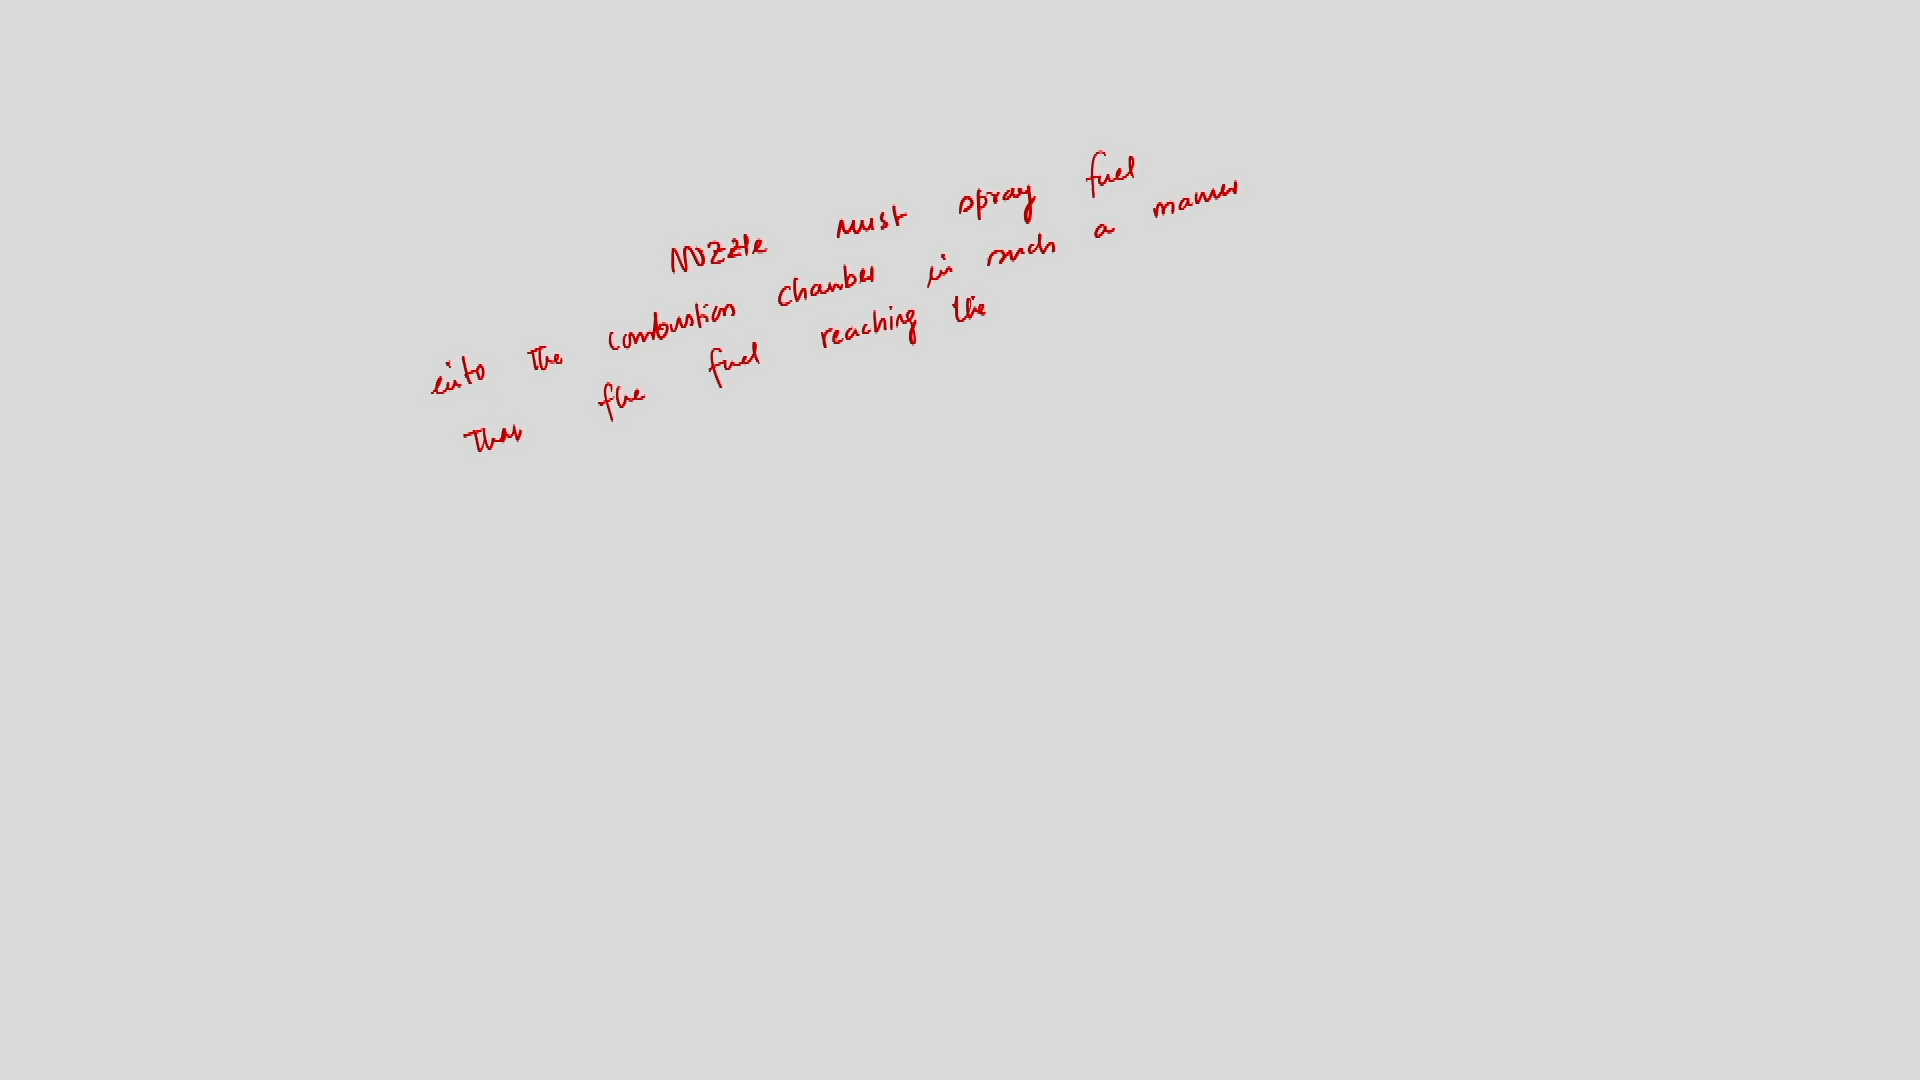 Nozzle must spray fuel
into the combustion chamber in such a manner
that the fuel reaching the